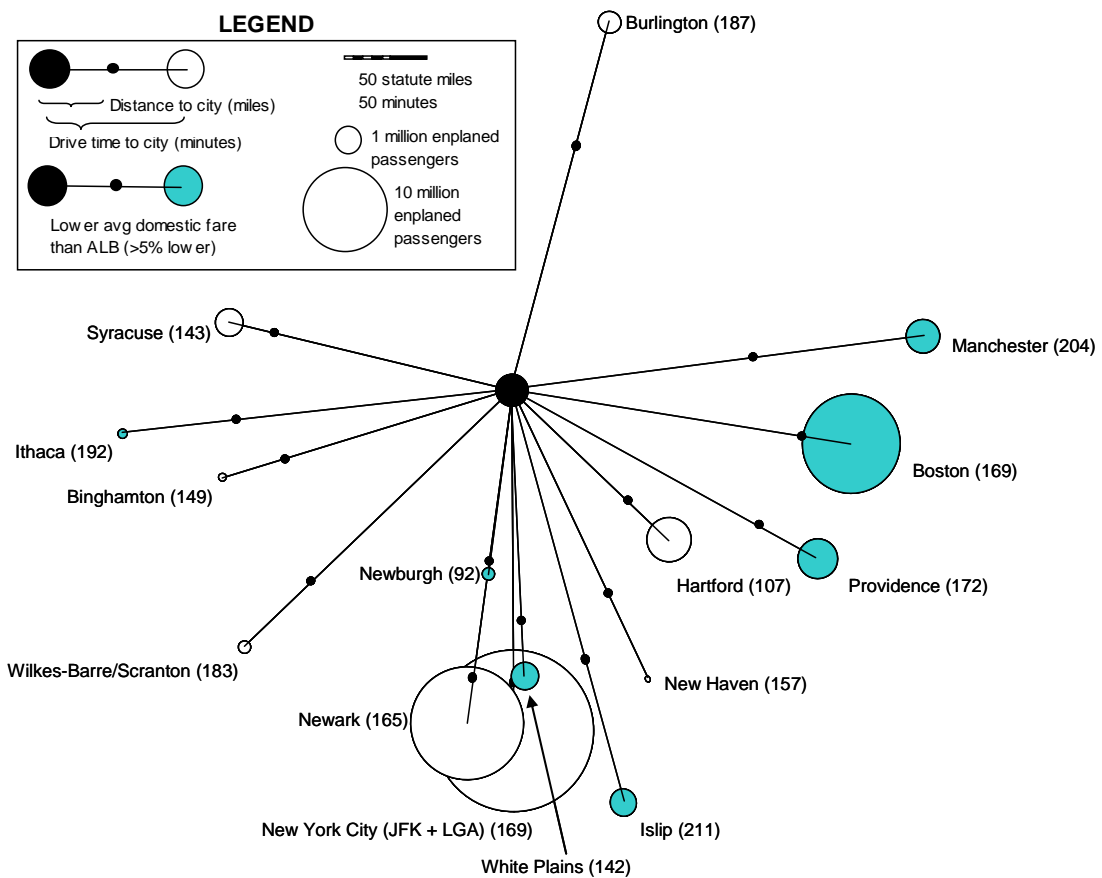 LEGEND
50 statute miles
50 minutes
Distance to city (miles)
Drive time to city (minutes)
1 million enplaned
passengers
10 million
enplaned
passengers
Lower avg domestic fare
than ALB (>5% lower)
Burlington (187)
Syracuse (143)
Manchester (204)
Ithaca (192)
Boston (169)
Binghamton (149)
Newburgh (92)
Hartford (107)
Providence (172)
Wilkes-Barre/Scranton (183)
New Haven (157)
Newark (165)
New York City (JFK + LGA) (169)
Islip (211)
White Plains (142)